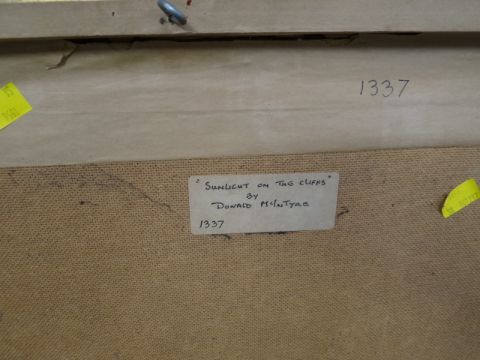 1337
"SUNLIGHT ON THE CLIFFS"
BY
DONALD McINTYRE
1337